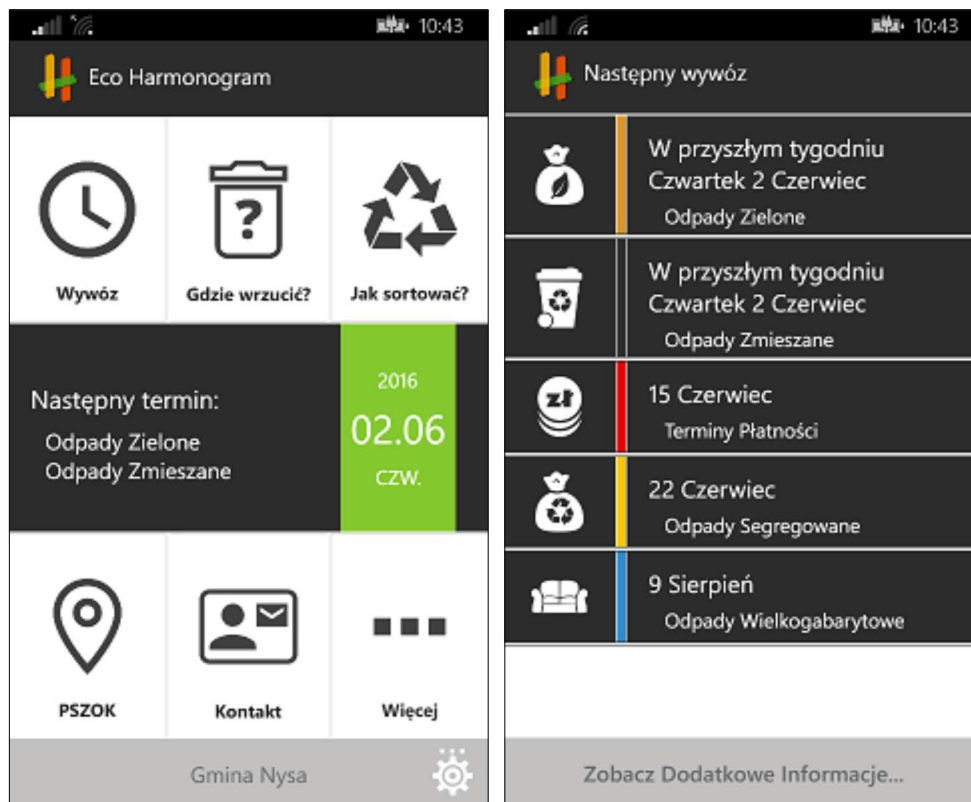 10:43
Eco Harmonogram
Wywóz
Gdzie wrzucić?
Jak sortować?
Następny termin:
Odpady Zielone
Odpady Zmieszane
2016
02.06
CZW.
PSZOK
Kontakt
Więcej
Gmina Nysa
10:43
Następny wywóz
W przyszłym tygodniu
Czwartek 2 Czerwiec
Odpady Zielone
W przyszłym tygodniu
Czwartek 2 Czerwiec
Odpady Zmieszane
zł
15 Czerwiec
Terminy Płatności
22 Czerwiec
Odpady Segregowane
9 Sierpień
Odpady Wielkogabarytowe
Zobacz Dodatkowe Informacje...